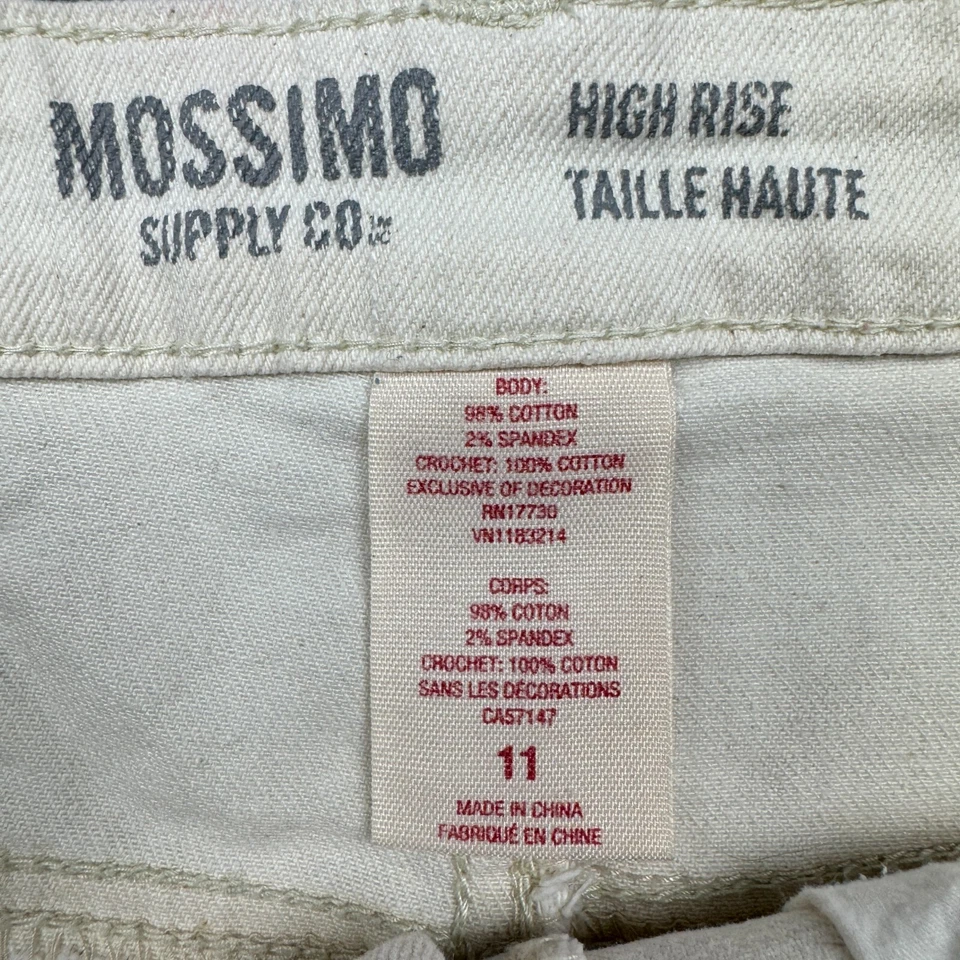 MOSSIMO
SUPPLY CO
HIGH RISE
TAILLE HAUTE
BODY:
98% COTTON
2% SPANDEX
CROCHET: 100% COTTON
EXCLUSIVE OF DECORATION
RN17730
VN1183214
CORPS:
98% COTON
2% SPANDEX
CROCHET: 100% COTON
SANS LES DÉCORATIONS
CA57147
11
MADE IN CHINA
FABRIQUÉ EN CHINE